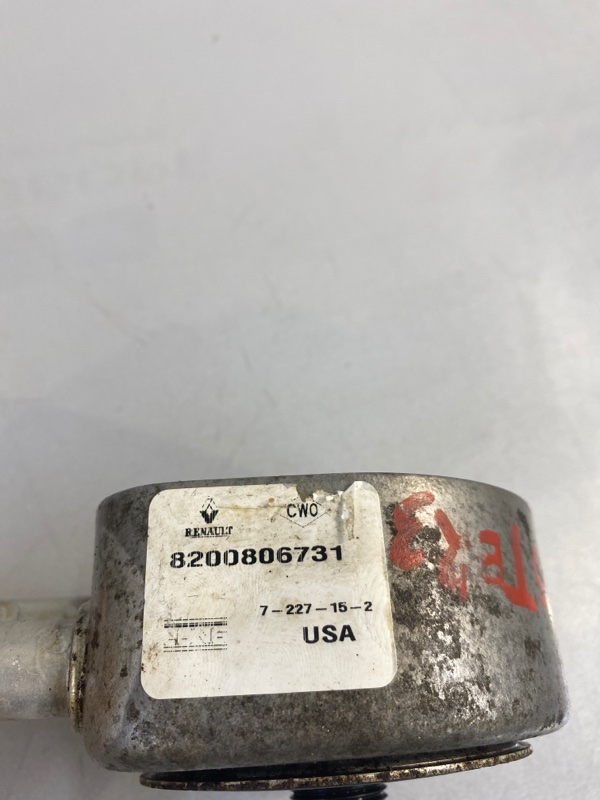 CWO
RENAULT
8200806731
7-227-15-2
USA